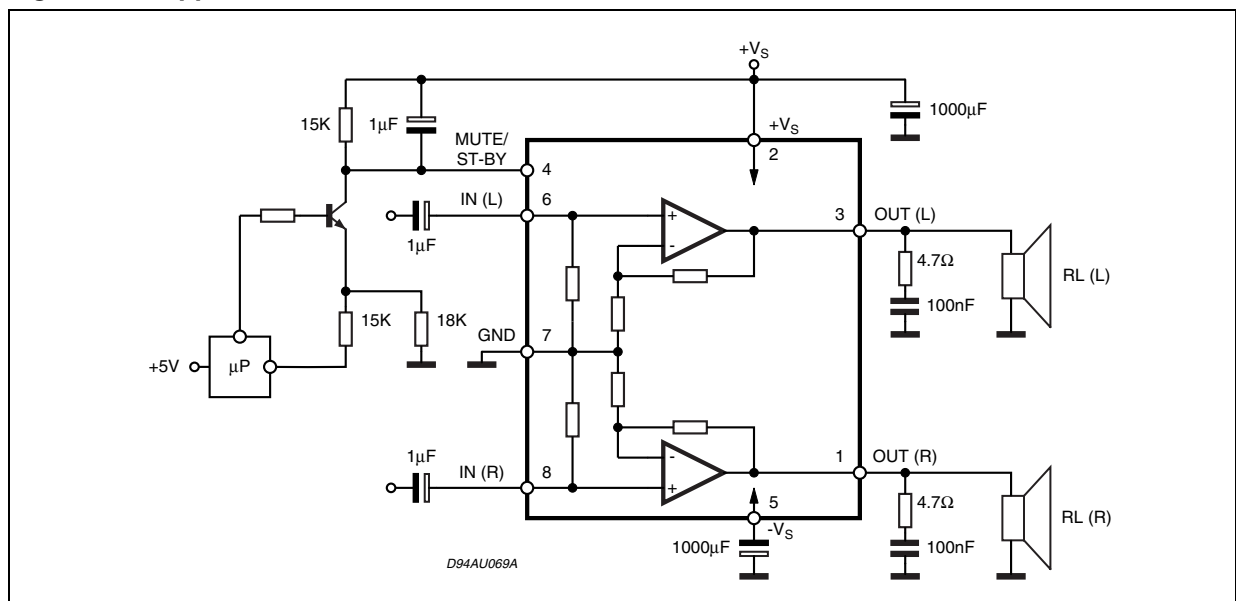 +VS
15K
1µF
1000µF
MUTE/
ST-BY
+VS
4
2
IN (L)
6
1µF
+
-
3
OUT (L)
4.7Ω
RL (L)
100nF
15K
18K
GND
7
+5V
µP
1µF
IN (R)
8
-
+
1
OUT (R)
4.7Ω
RL (R)
5
-VS
1000µF
100nF
D94AU069A